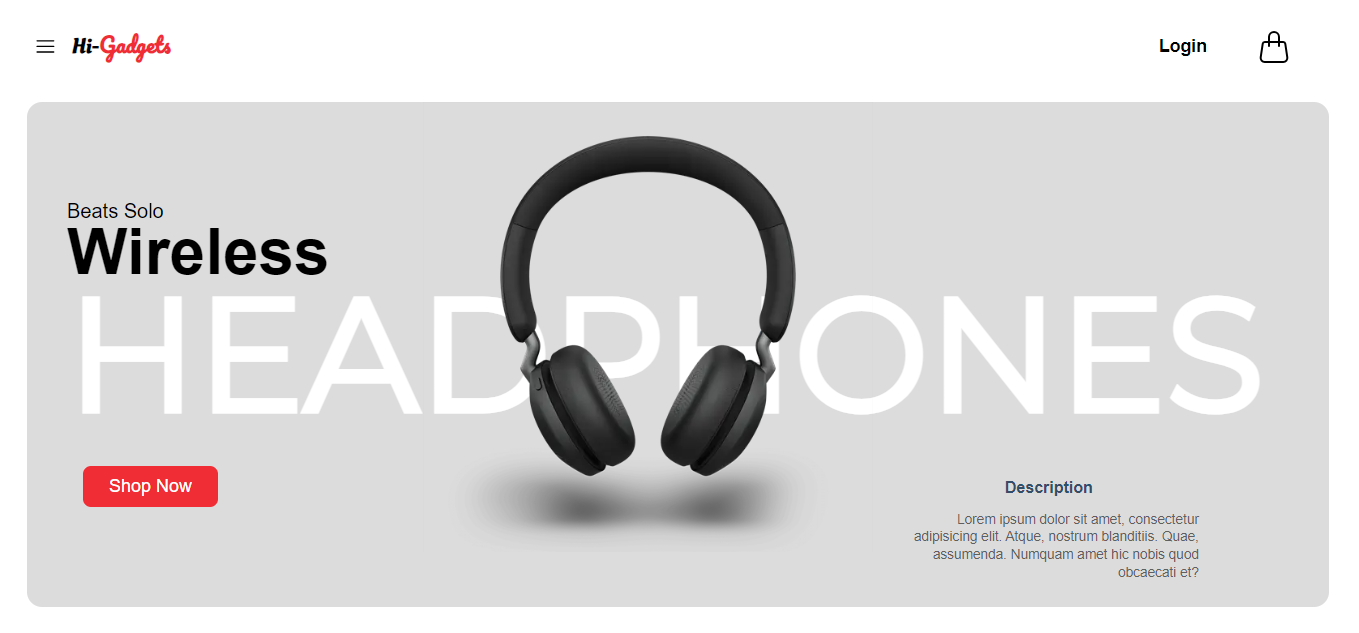 Hi-Gadgets
Login
Beats Solo
Wireless
HEADPHONES
Shop Now
Description
Lorem ipsum dolor sit amet, consectetur
adipisicing elit. Atque, nostrum blanditiis. Quae,
assumenda. Numquam amet hic nobis quod
obcaecati et?